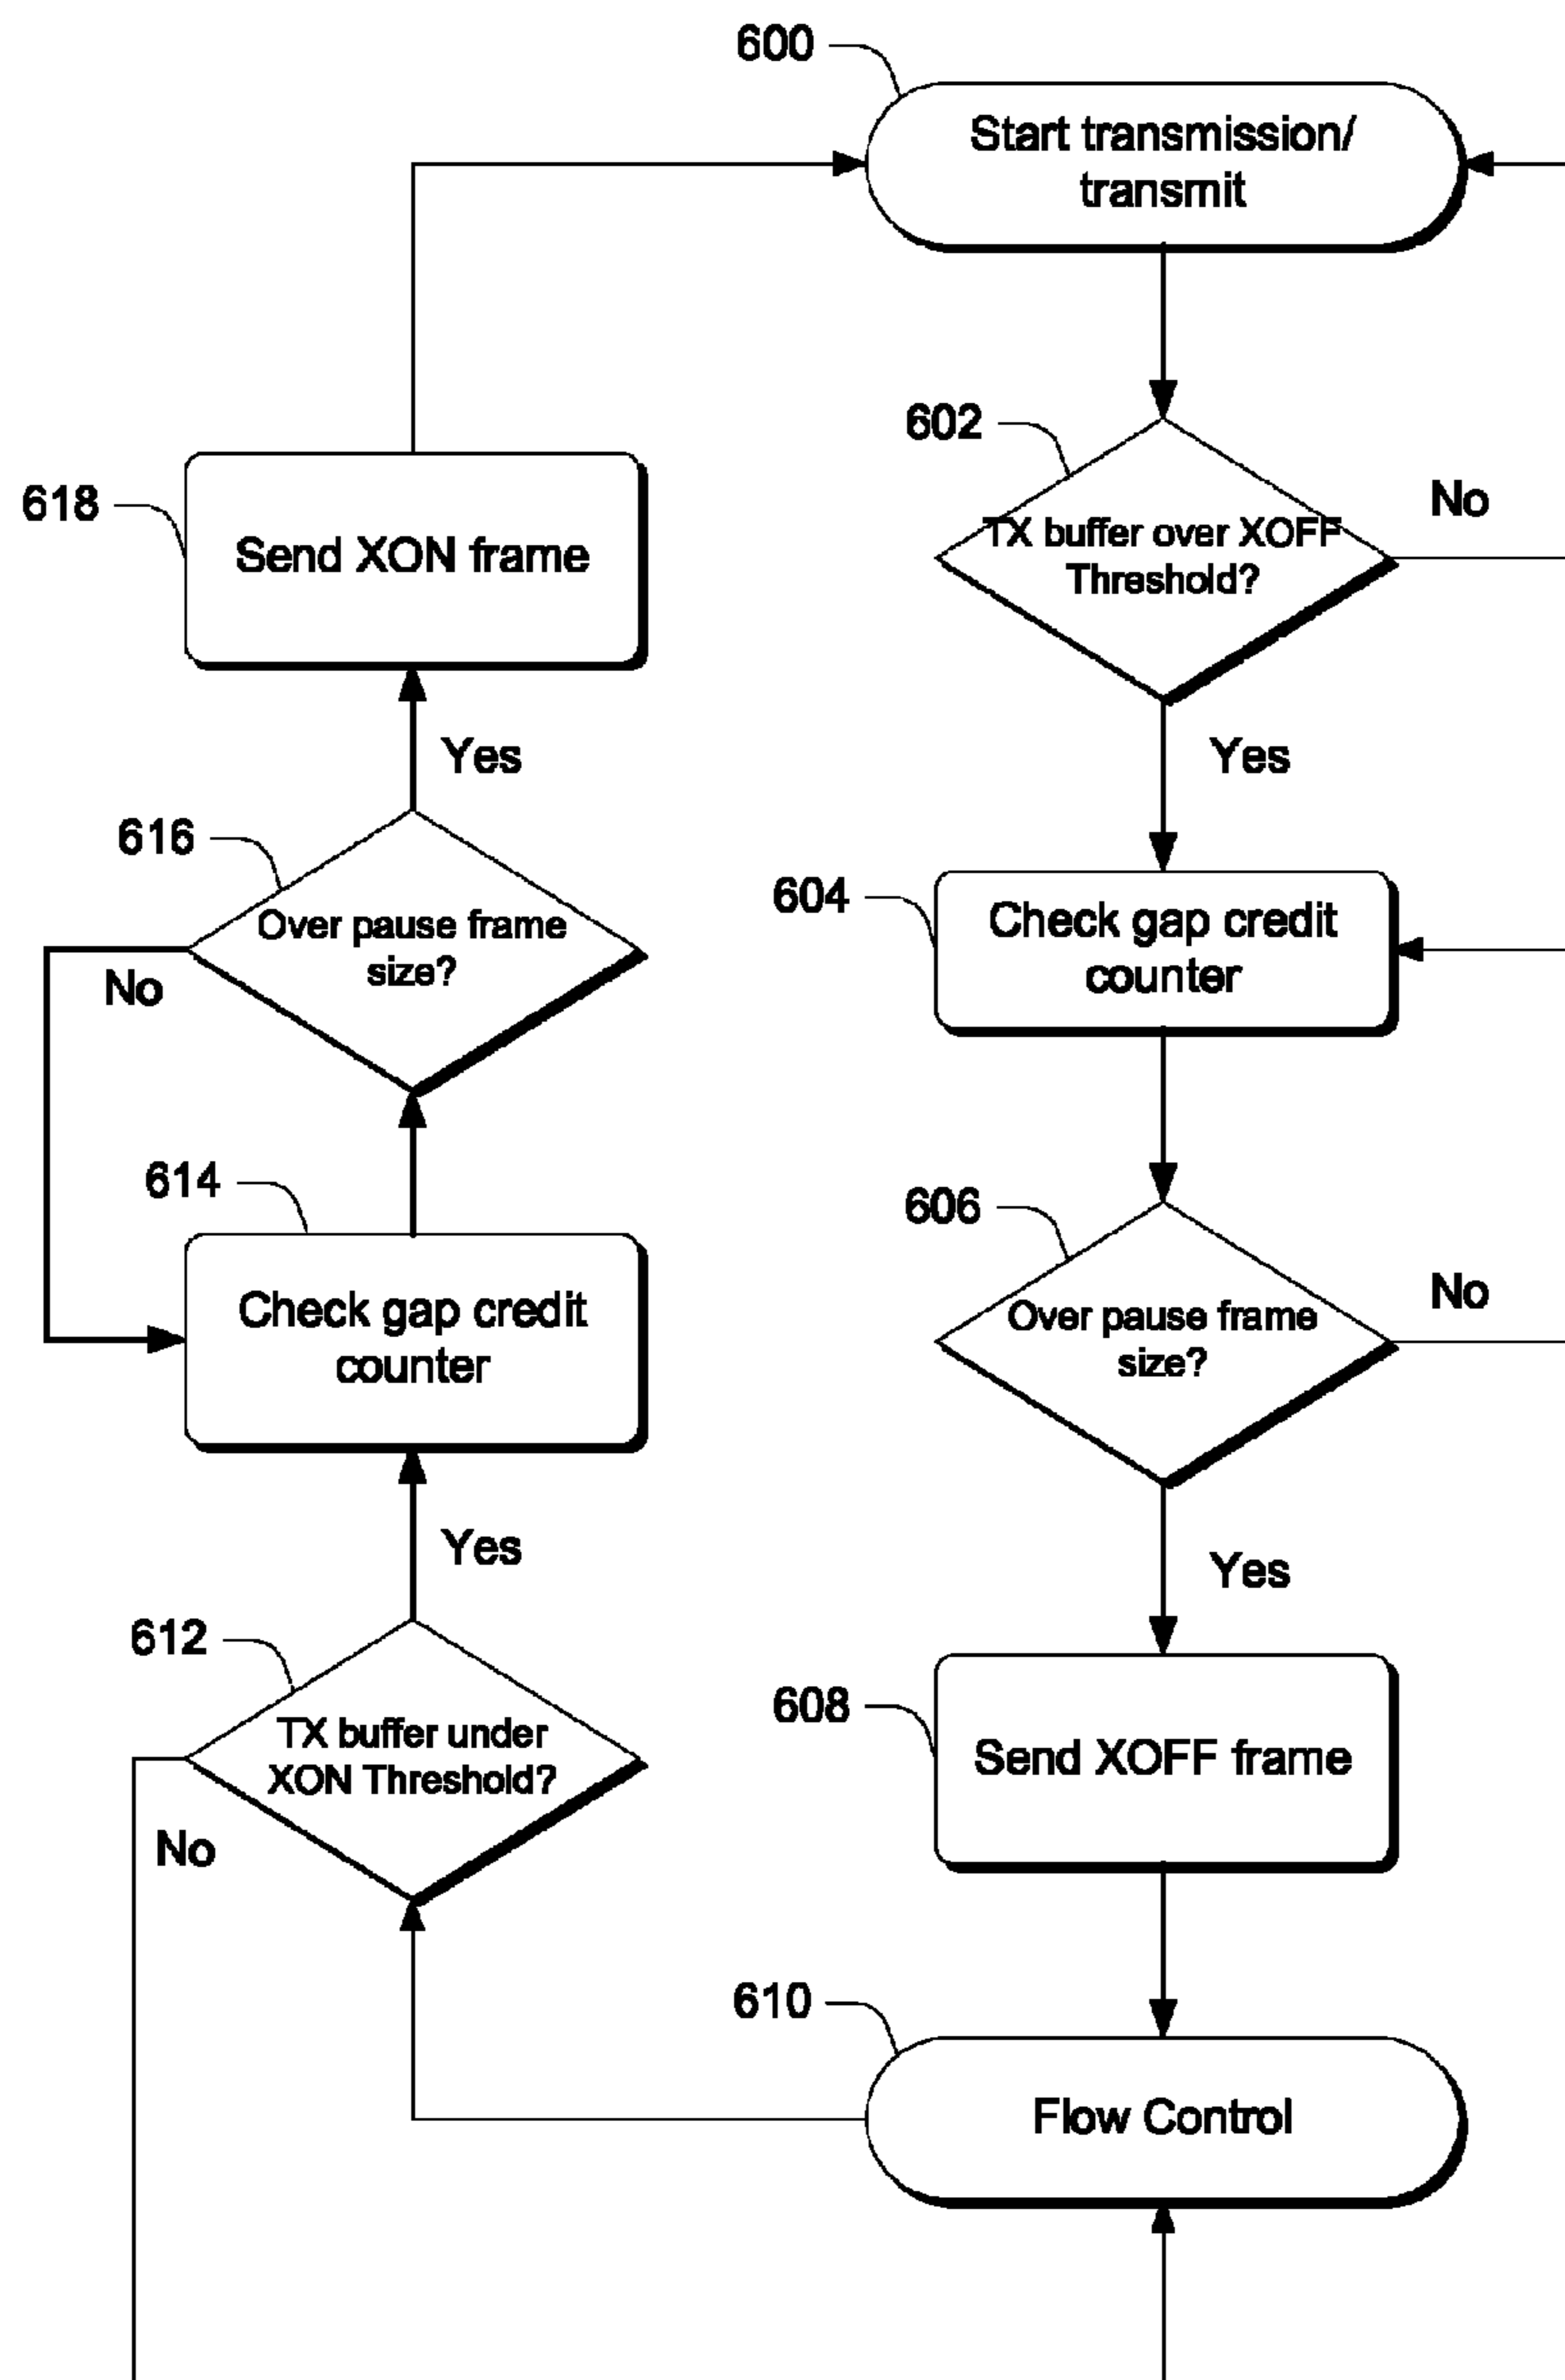 600
Start transmission/
transmit
602
TX buffer over XOFF
Threshold?
No
Yes
604
Check gap credit
counter
606
Over pause frame
size?
No
Yes
608
Send XOFF frame
610
Flow Control
612
TX buffer under
XON Threshold?
No
Yes
614
Check gap credit
counter
616
Over pause frame
size?
No
Yes
618
Send XON frame